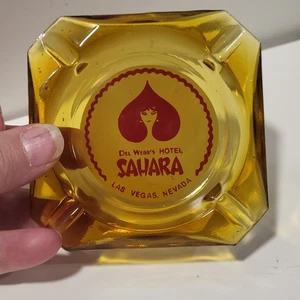 DEL WEBB'S HOTEL
SAHARA
LAS VEGAS, NEVADA